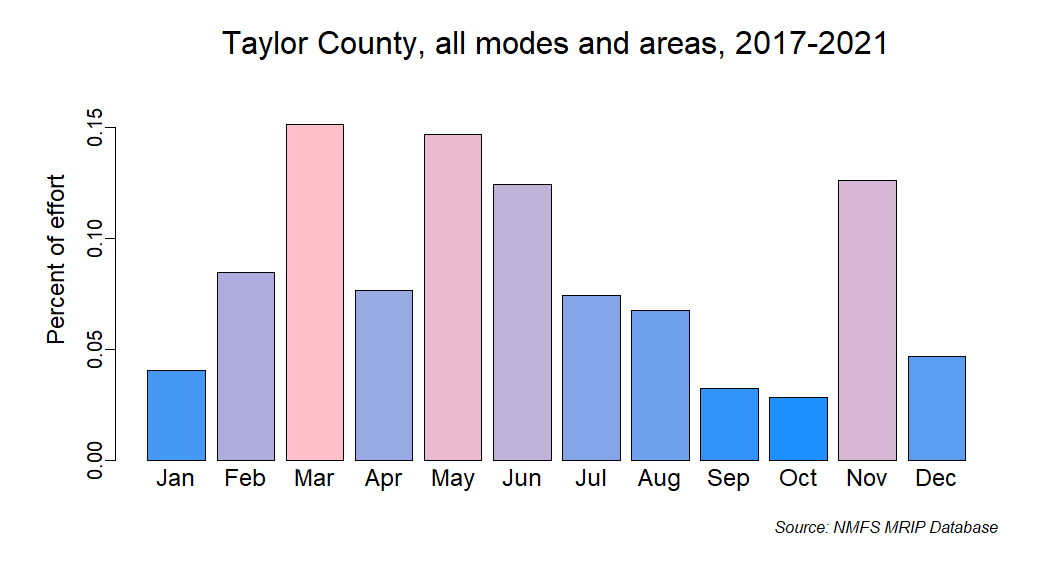 Taylor County, all modes and areas, 2017-2021
Percent of effort
0.15
0.10
0.05
0.00
Jan Feb Mar Apr May Jun Jul Aug Sep Oct Nov Dec
Source: NMFS MRIP Database